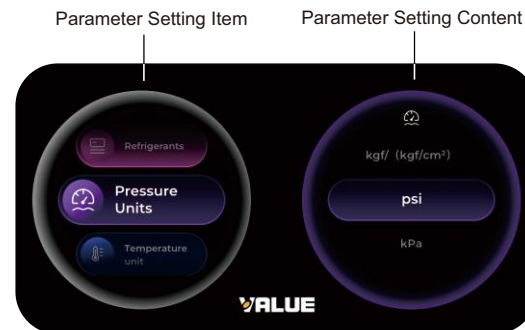 Parameter Setting Item
Parameter Setting Content
Refrigerants
Pressure
Units
Temperature
unit
kgf/ (kgf/cm²)
psi
kPa
VALUE